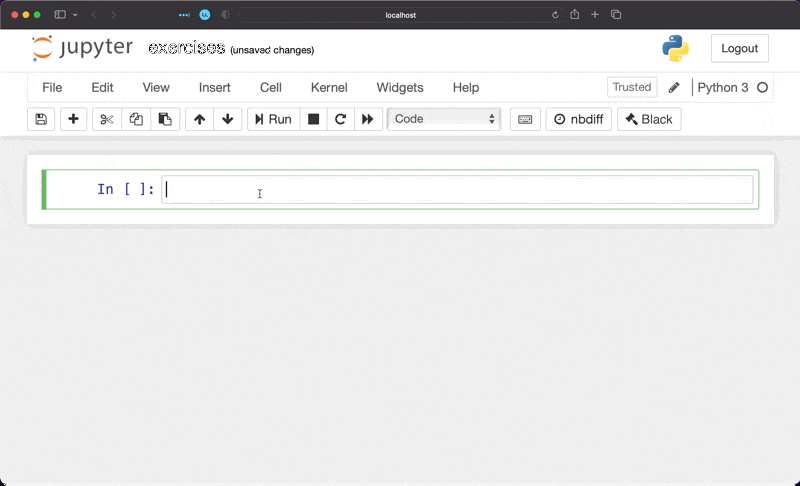 localhost
jupyter exercises (unsaved changes) Logout
File Edit View Insert Cell Kernel Widgets Help Trusted Python 3
Run Code nbdiff Black
In [ ]: